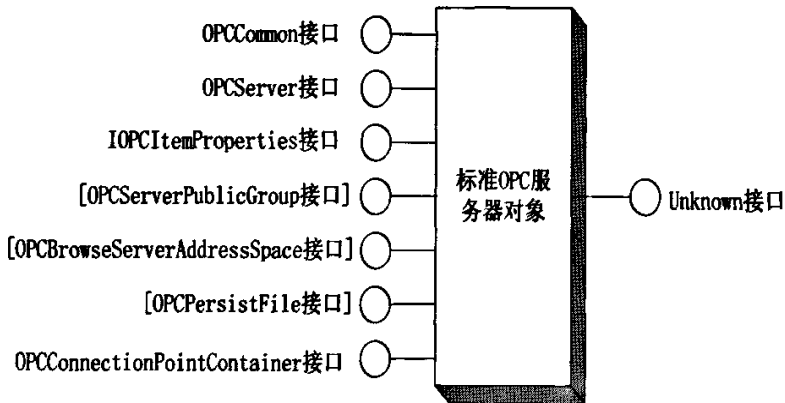 OPCCommon接口
OPCServer接口
IOPCItemProperties接口
[OPCServerPublicGroup接口]
[OPCBrowseServerAddressSpace接口]
[OPCPersistFile接口]
OPCConnectionPointContainer接口
标准OPC服
务器对象
Unknown接口